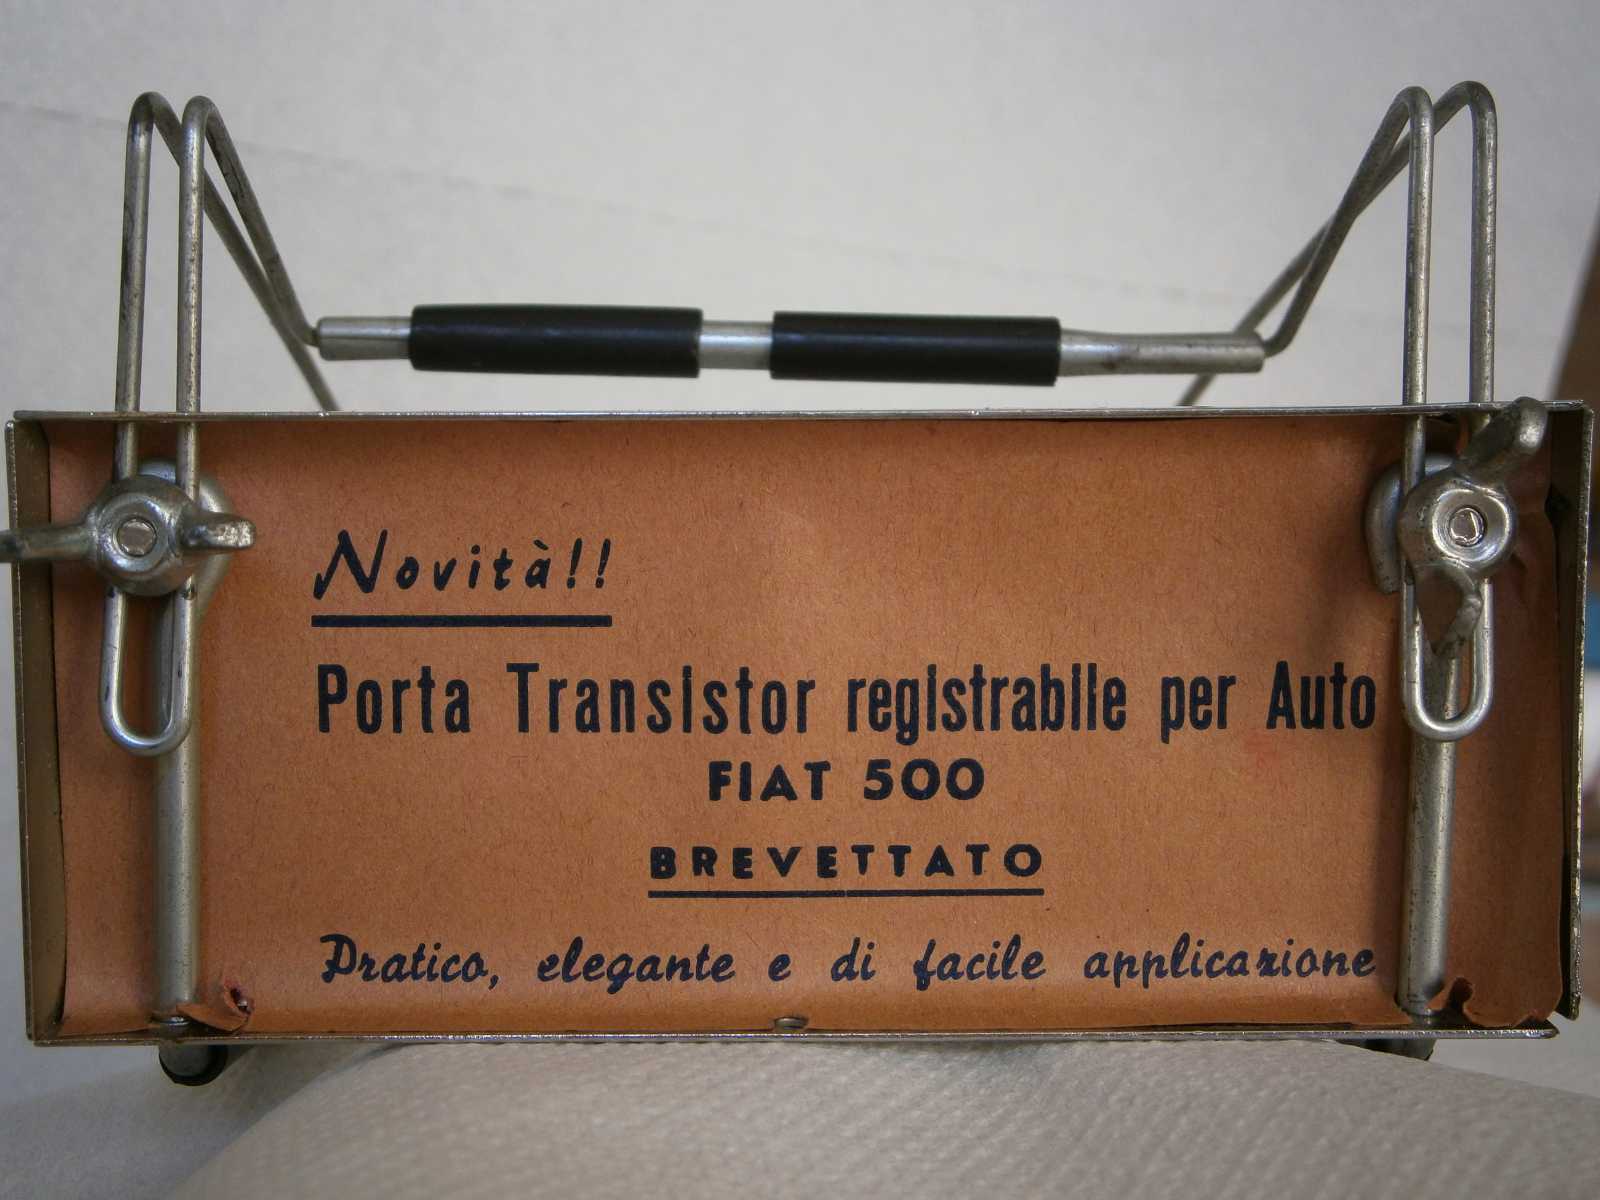 Novità!!
Porta Transistor registrabile per Auto
FIAT 500
BREVETTATO
Pratico, elegante e di facile applicazione